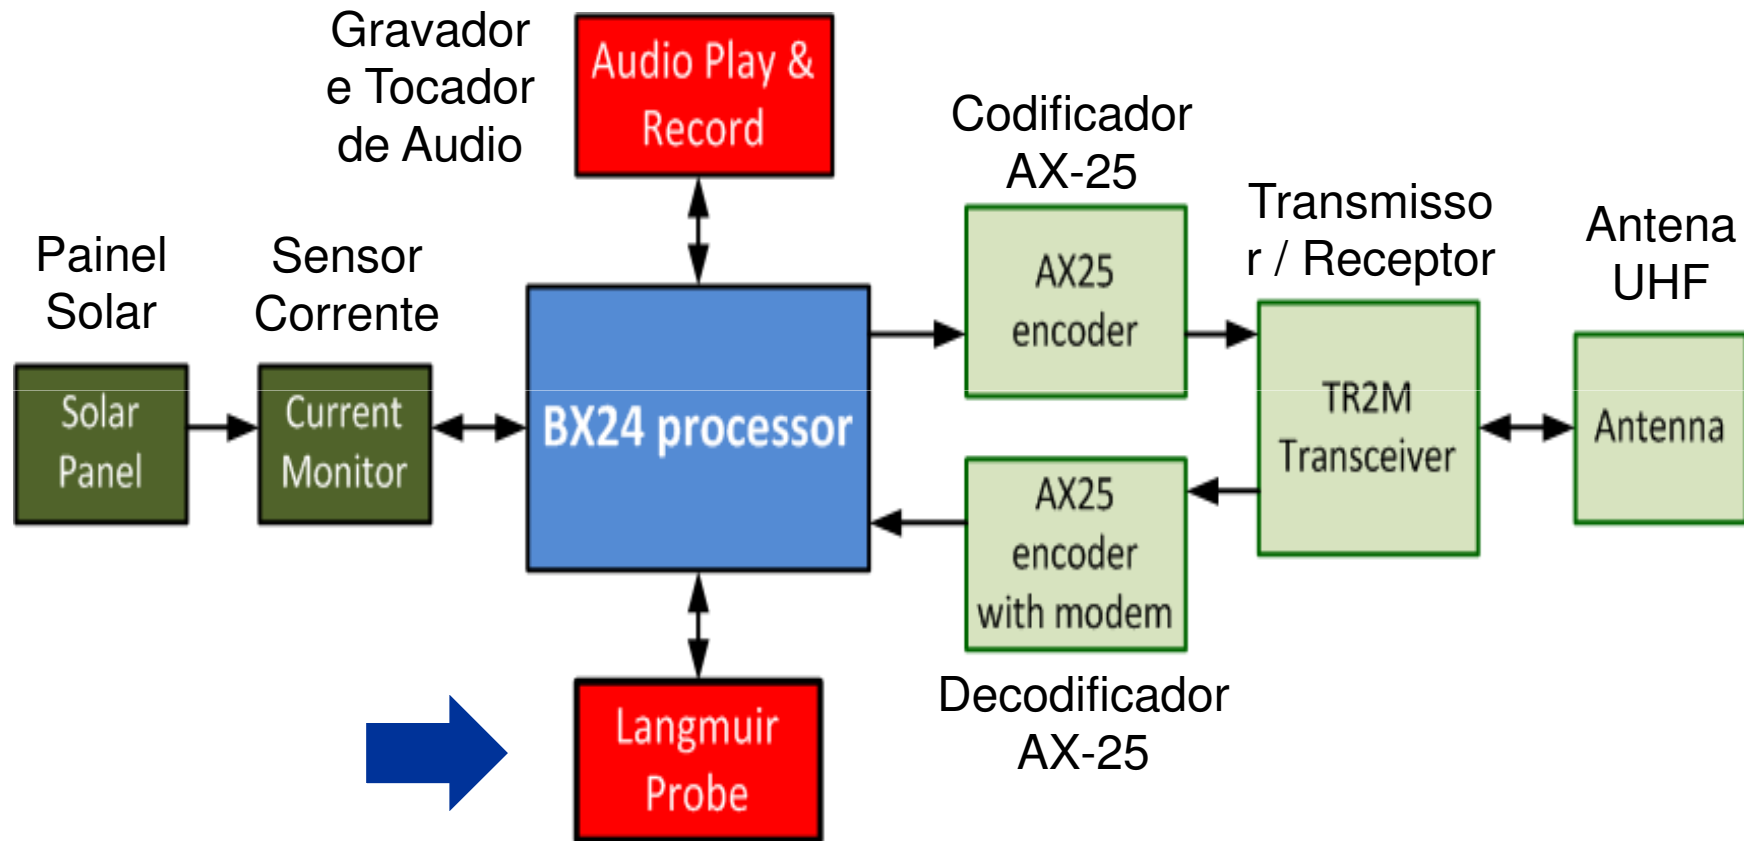 Gravador
e Tocador
de Audio
Audio Play &
Record
Codificador
AX-25
Transmisso
r / Receptor
Antena
UHF
Painel
Solar
Sensor
Corrente
Solar
Panel
Current
Monitor
BX24 processor
AX25
encoder
TR2M
Transceiver
Antenna
AX25
encoder
with modem
Decodificador
AX-25
Langmuir
Probe